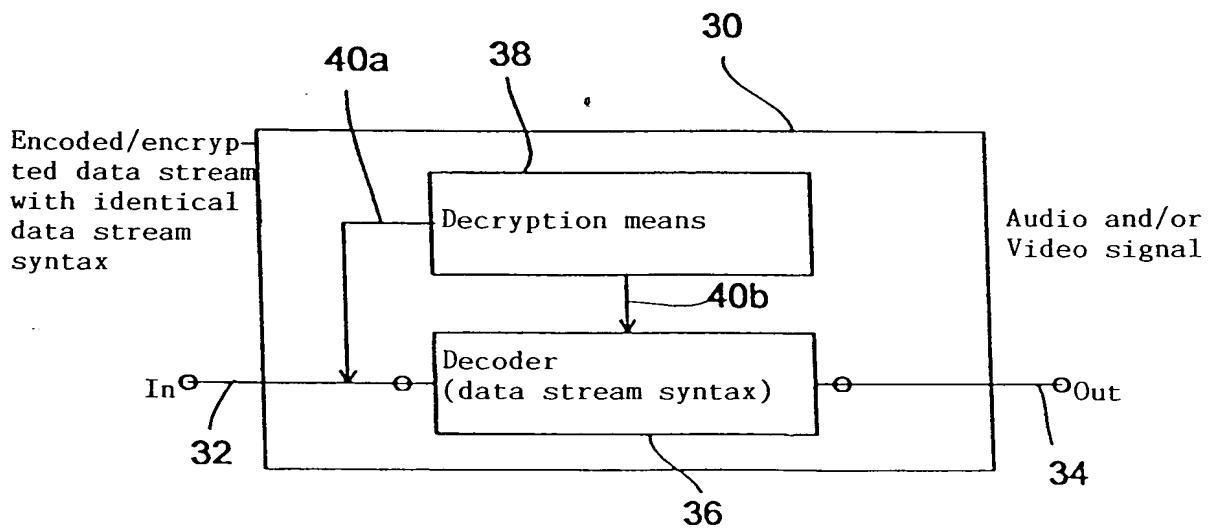 30
38
40a
Encoded/encryp-
ted data stream
with identical
data stream
syntax
Decryption means
Audio and/or
Video signal
40b
Decoder
(data stream syntax)
In
Out
32
34
36